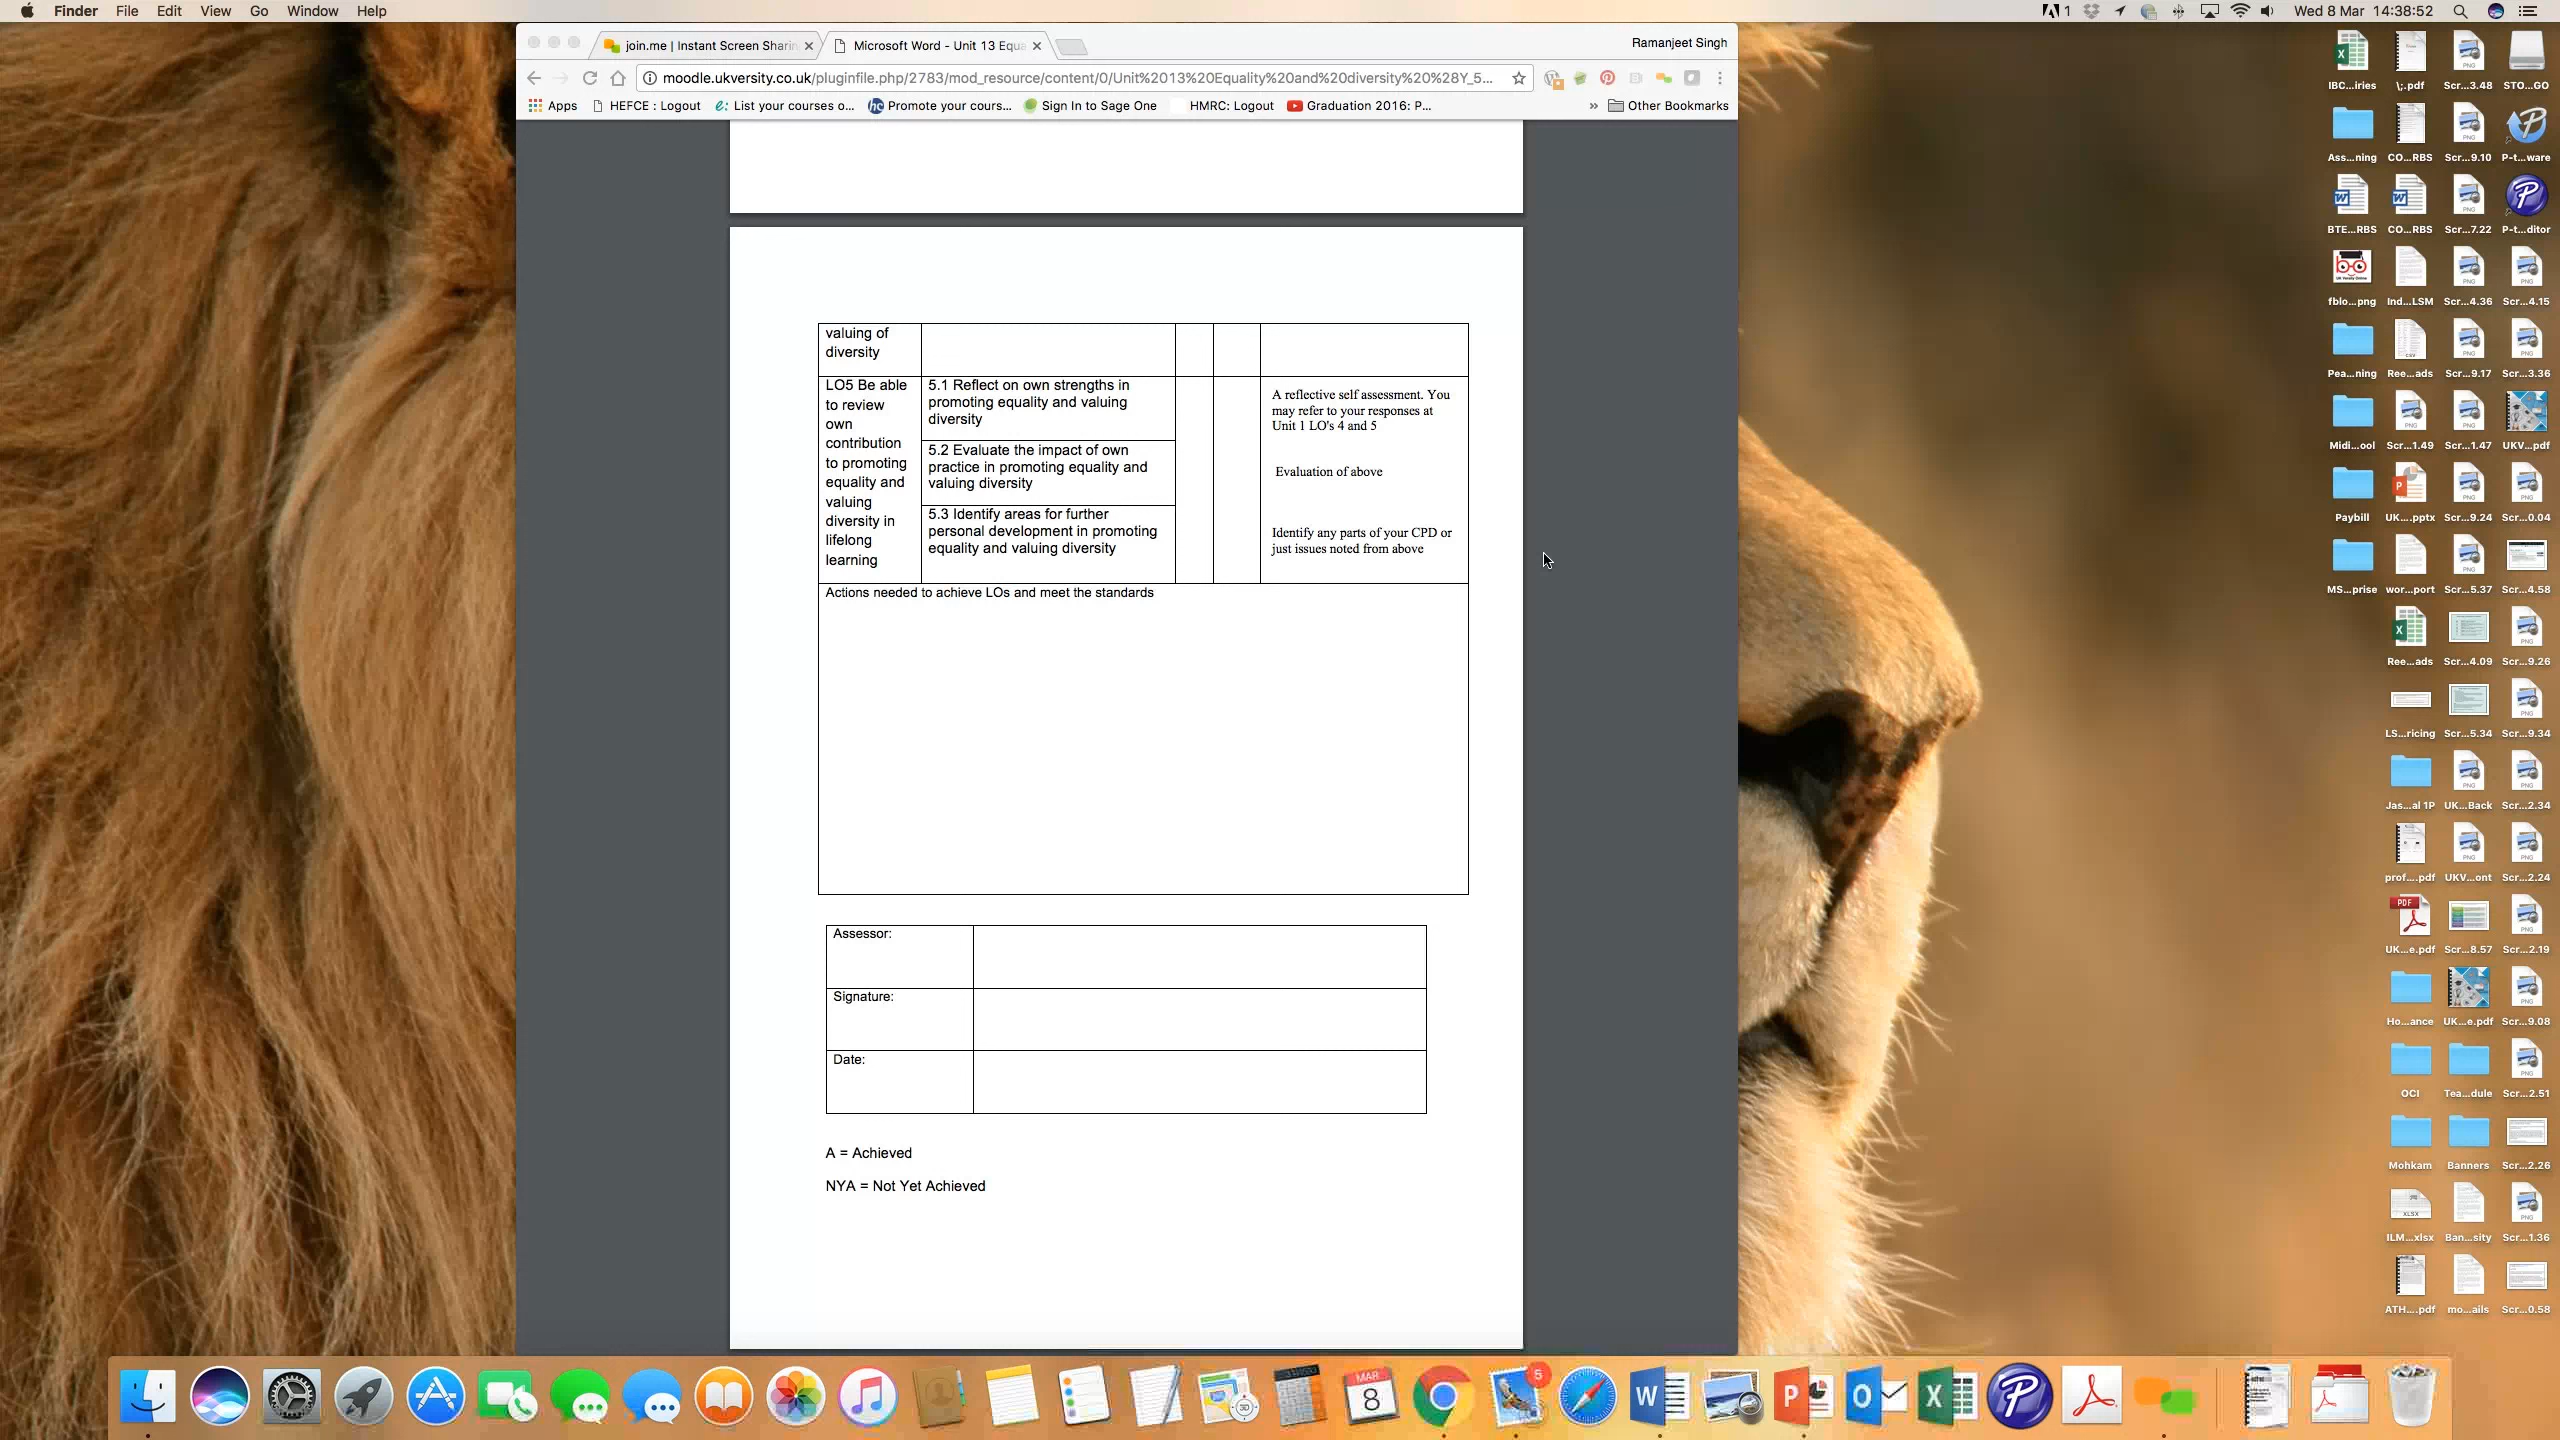 Finder File Edit View Go Window Help
1 Wed 8 Mar 14:38:52
join.me | Instant Screen Sharin
Microsoft Word - Unit 13 Equa
Ramanjeet Singh
moodle.ukversity.co.uk/pluginfile.php/2783/mod_resource/content/0/Unit%2013%20Equality%20and%20diversity%20%28Y_5...
Apps HEFCE : Logout List your courses o... Promote your cours... Sign In to Sage One HMRC: Logout Graduation 2016: P... » Other Bookmarks
valuing of
diversity
LO5 Be able
to review
own
contribution
to promoting
equality and
valuing
diversity in
lifelong
learning
5.1 Reflect on own strengths in
promoting equality and valuing
diversity
5.2 Evaluate the impact of own
practice in promoting equality and
valuing diversity
5.3 Identify areas for further
personal development in promoting
equality and valuing diversity
A reflective self assessment. You
may refer to your responses at
Unit 1 LO's 4 and 5
Evaluation of above
Identify any parts of your CPD or
just issues noted from above
Actions needed to achieve LOs and meet the standards
Assessor:
Signature:
Date:
A = Achieved
NYA = Not Yet Achieved
IBC...iries \;.pdf Scr...3.48 STO...GO
Ass...ning CO...RBS Scr...9.10 P-t...ware
BTE...RBS CO...RBS Scr...7.22 P-t...ditor
fblo...png Ind...LSM Scr...4.36 Scr...4.15
Pea...ning Ree...ads Scr...9.17 Scr...3.36
Midi...ool Scr...1.49 Scr...1.47 UKV...pdf
Paybill UK....pptx Scr...9.24 Scr...0.04
MS...prise wor...port Scr...5.37 Scr...4.58
Ree...ads Scr...4.09 Scr...9.26
LS...ricing Scr...5.34 Scr...9.34
Jas...al 1P UK...Back Scr...2.34
prof....pdf UKV...ont Scr...2.24
UK...e.pdf Scr...8.57 Scr...2.19
Ho...ance UK...e.pdf Scr...9.08
OCI Tea...dule Scr...2.51
Mohkam Banners Scr...2.26
ILM...xlsx Ban...sity Scr...1.36
ATH....pdf mo...ails Scr...0.58
MAR
8
5